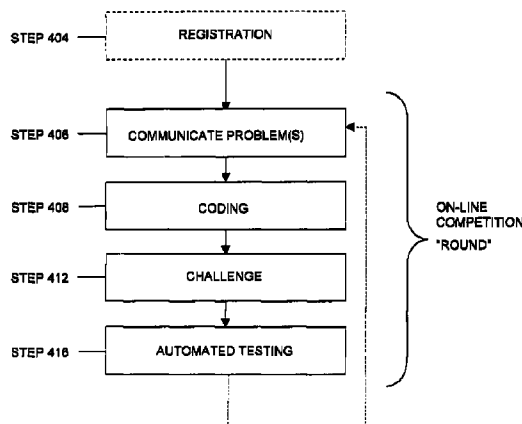 STEP 404
REGISTRATION
STEP 406
COMMUNICATE PROBLEM(S)
STEP 408
CODING
STEP 412
CHALLENGE
STEP 416
AUTOMATED TESTING
ON-LINE
COMPETITION
"ROUND"